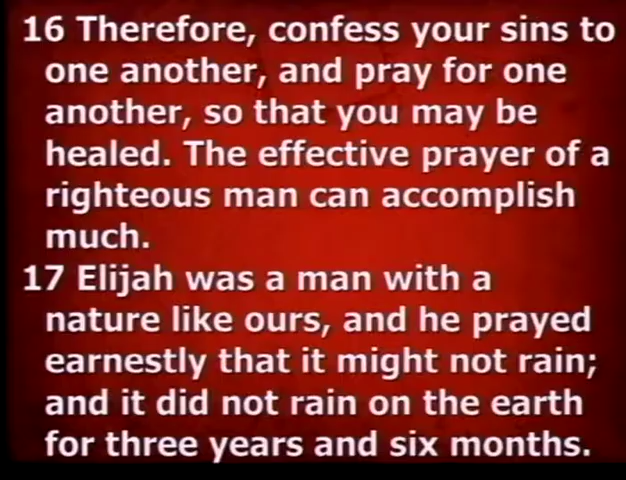 16 Therefore, confess your sins to
one another, and pray for one
another, so that you may be
healed. The effective prayer of a
righteous man can accomplish
much.
17 Elijah was a man with a
nature like ours, and he prayed
earnestly that it might not rain;
and it did not rain on the earth
for three years and six months.